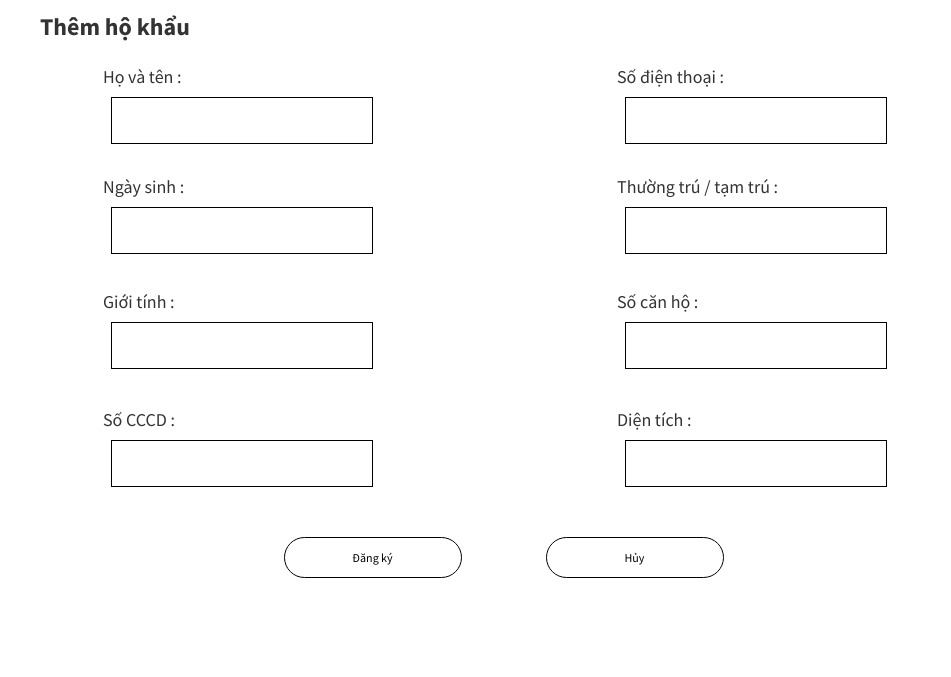 Thêm hộ khẩu
Họ và tên :
Số điện thoại :
Ngày sinh :
Thường trú / tạm trú :
Giới tính :
Số căn hộ :
Số CCCD :
Diện tích :
Đăng ký
Hủy